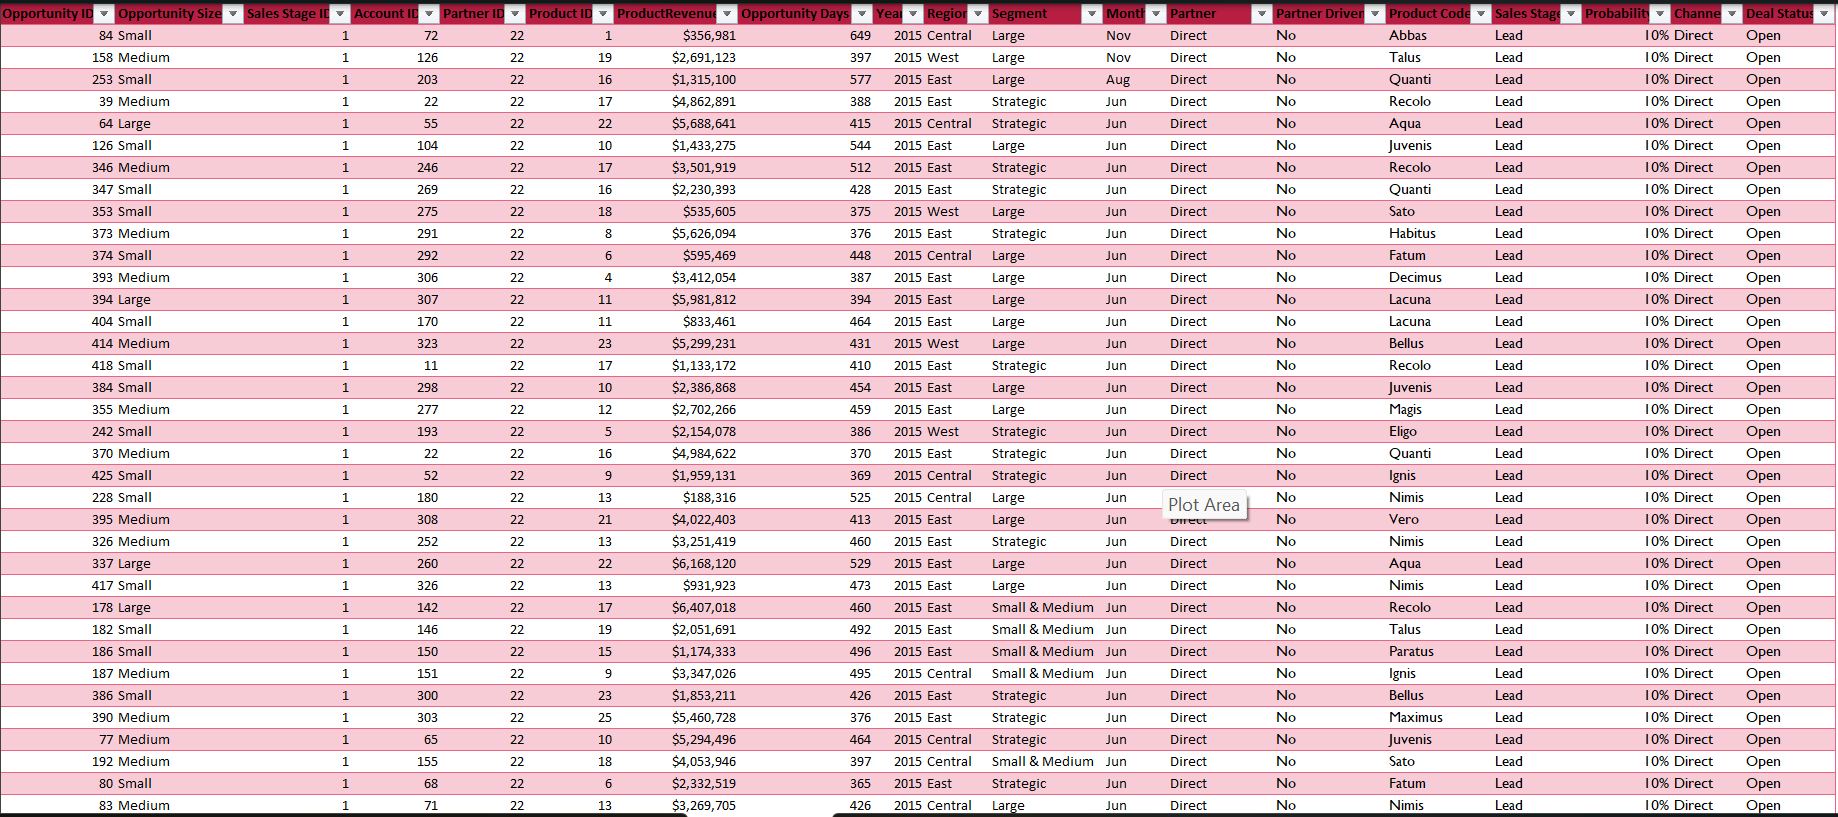 Opportunity ID Opportunity Size Sales Stage ID Account ID Partner ID Product ID ProductRevenue Opportunity Days Year Region Segment Month Partner Partner Driven Product Code Sales Stage Probability Channel Deal Status
84 Small 1 72 22 1 $356,981 649 2015 Central Large Nov Direct No Abbas Lead 10% Direct Open
158 Medium 1 126 22 19 $2,691,123 397 2015 West Large Nov Direct No Talus Lead 10% Direct Open
253 Small 1 203 22 16 $1,315,100 577 2015 East Large Aug Direct No Quanti Lead 10% Direct Open
39 Medium 1 22 22 17 $4,862,891 388 2015 East Strategic Jun Direct No Recolo Lead 10% Direct Open
64 Large 1 55 22 22 $5,688,641 415 2015 Central Strategic Jun Direct No Aqua Lead 10% Direct Open
126 Small 1 104 22 10 $1,433,275 544 2015 East Large Jun Direct No Juvenis Lead 10% Direct Open
346 Medium 1 246 22 17 $3,501,919 512 2015 East Strategic Jun Direct No Recolo Lead 10% Direct Open
347 Small 1 269 22 16 $2,230,393 428 2015 East Strategic Jun Direct No Quanti Lead 10% Direct Open
353 Small 1 275 22 18 $535,605 375 2015 West Large Jun Direct No Sato Lead 10% Direct Open
373 Medium 1 291 22 8 $5,626,094 376 2015 East Strategic Jun Direct No Habitus Lead 10% Direct Open
374 Small 1 292 22 6 $595,469 448 2015 Central Large Jun Direct No Fatum Lead 10% Direct Open
393 Medium 1 306 22 4 $3,412,054 387 2015 East Large Jun Direct No Decimus Lead 10% Direct Open
394 Large 1 307 22 11 $5,981,812 394 2015 East Large Jun Direct No Lacuna Lead 10% Direct Open
404 Small 1 170 22 11 $833,461 464 2015 East Large Jun Direct No Lacuna Lead 10% Direct Open
414 Medium 1 323 22 23 $5,299,231 431 2015 West Large Jun Direct No Bellus Lead 10% Direct Open
418 Small 1 11 22 17 $1,133,172 410 2015 East Strategic Jun Direct No Recolo Lead 10% Direct Open
384 Small 1 298 22 10 $2,386,868 454 2015 East Large Jun Direct No Juvenis Lead 10% Direct Open
355 Medium 1 277 22 12 $2,702,266 459 2015 East Large Jun Direct No Magis Lead 10% Direct Open
242 Small 1 193 22 5 $2,154,078 386 2015 West Strategic Jun Direct No Eligo Lead 10% Direct Open
370 Medium 1 22 22 16 $4,984,622 370 2015 East Strategic Jun Direct No Quanti Lead 10% Direct Open
425 Small 1 52 22 9 $1,959,131 369 2015 Central Strategic Jun Direct No Ignis Lead 10% Direct Open
228 Small 1 180 22 13 $188,316 525 2015 Central Large Jun No Nimis Lead 10% Direct Open
Plot Area
395 Medium 1 308 22 21 $4,022,403 413 2015 East Large Jun Direct No Vero Lead 10% Direct Open
326 Medium 1 252 22 13 $3,251,419 460 2015 East Strategic Jun Direct No Nimis Lead 10% Direct Open
337 Large 1 260 22 22 $6,168,120 529 2015 East Large Jun Direct No Aqua Lead 10% Direct Open
417 Small 1 326 22 13 $931,923 473 2015 East Large Jun Direct No Nimis Lead 10% Direct Open
178 Large 1 142 22 17 $6,407,018 460 2015 East Small & Medium Jun Direct No Recolo Lead 10% Direct Open
182 Small 1 146 22 19 $2,051,691 492 2015 East Small & Medium Jun Direct No Talus Lead 10% Direct Open
186 Small 1 150 22 15 $1,174,333 496 2015 East Small & Medium Jun Direct No Paratus Lead 10% Direct Open
187 Medium 1 151 22 9 $3,347,026 495 2015 Central Small & Medium Jun Direct No Ignis Lead 10% Direct Open
386 Small 1 300 22 23 $1,853,211 426 2015 East Strategic Jun Direct No Bellus Lead 10% Direct Open
390 Medium 1 303 22 25 $5,460,728 376 2015 East Strategic Jun Direct No Maximus Lead 10% Direct Open
77 Medium 1 65 22 10 $5,294,496 464 2015 Central Strategic Jun Direct No Juvenis Lead 10% Direct Open
192 Medium 1 155 22 18 $4,053,946 397 2015 Central Small & Medium Jun Direct No Sato Lead 10% Direct Open
80 Small 1 68 22 6 $2,332,519 365 2015 East Strategic Jun Direct No Fatum Lead 10% Direct Open
83 Medium 1 71 22 13 $3,269,705 426 2015 Central Large Jun Direct No Nimis Lead 10% Direct Open